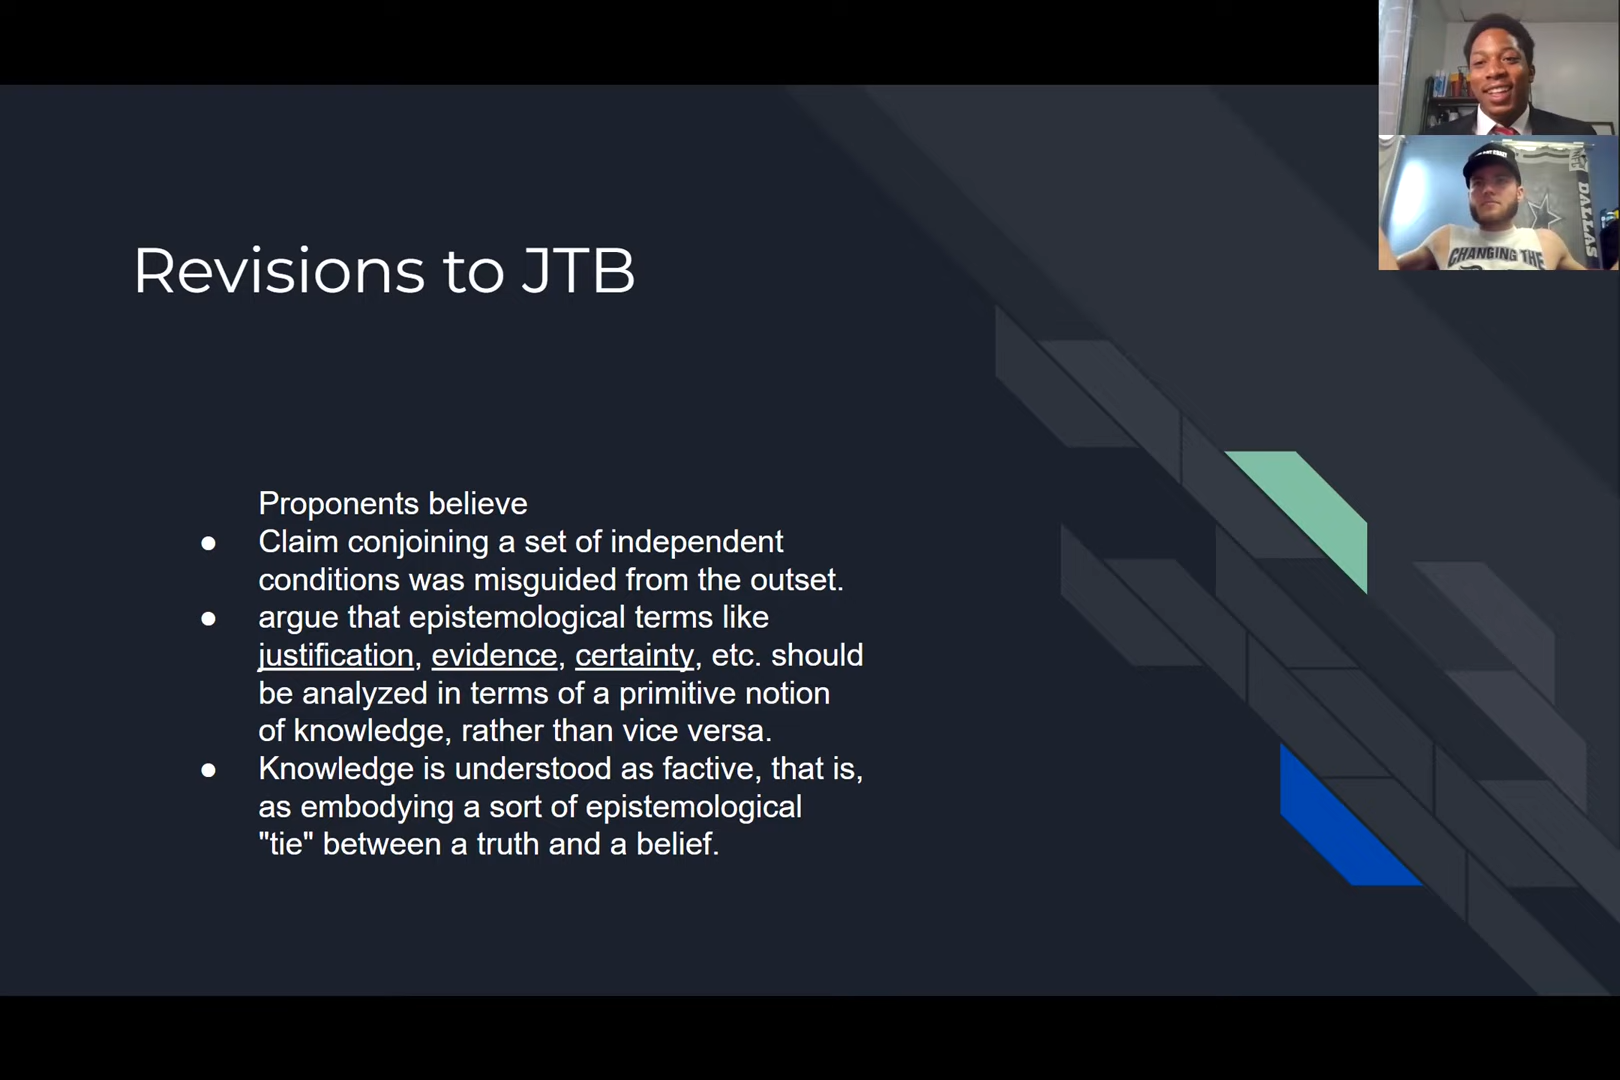 Revisions to JTB
Proponents believe
● Claim conjoining a set of independent
conditions was misguided from the outset.
● argue that epistemological terms like
justification, evidence, certainty, etc. should
be analyzed in terms of a primitive notion
of knowledge, rather than vice versa.
● Knowledge is understood as factive, that is,
as embodying a sort of epistemological
"tie" between a truth and a belief.
DALLAS
CHANGING THE